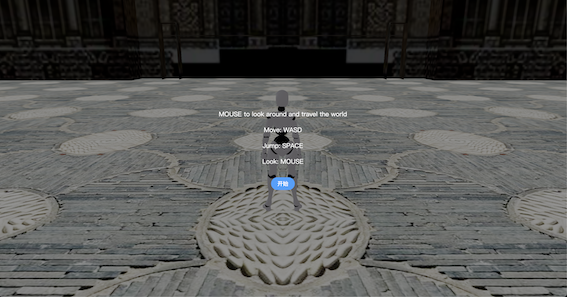 MOUSE to look around and travel the world
Move: WASD
Jump: SPACE
Look: MOUSE
开始